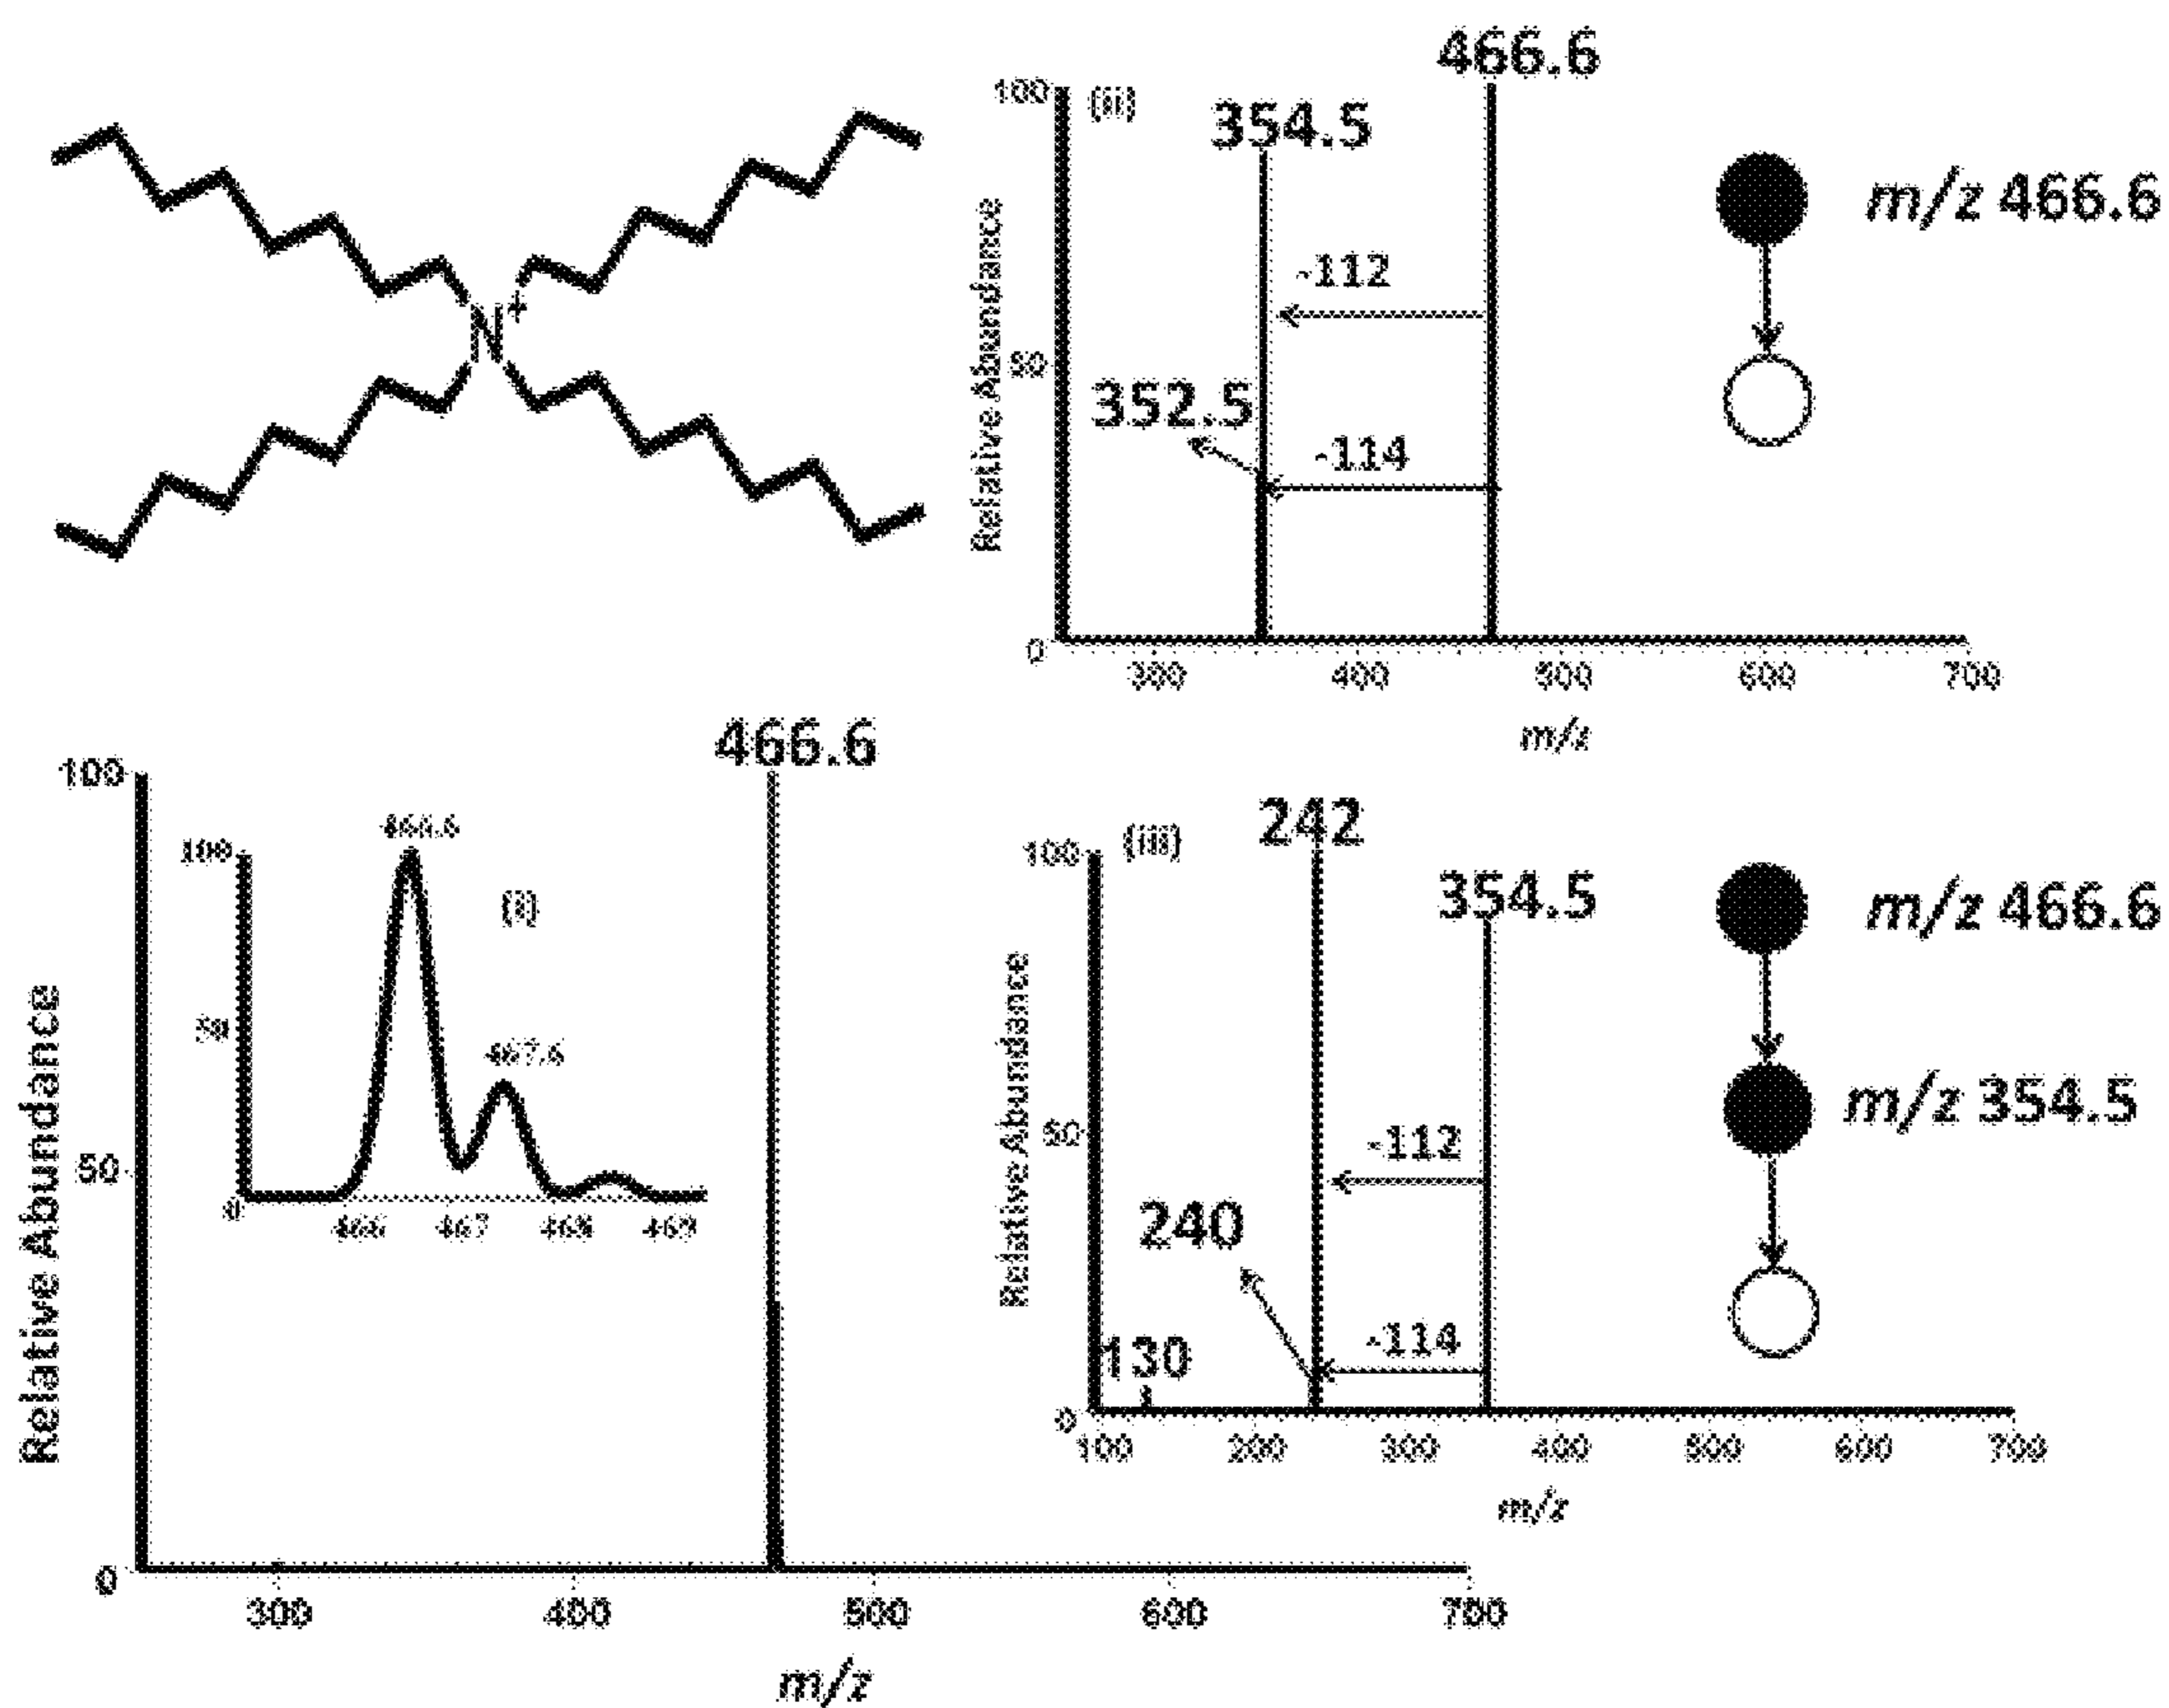 N+
466.6
100
(ii)
354.5
m/z 466.6
-112
Relative Abundance
50
352.5
-114
0
300 400 500 600 700
m/z
466.6
100
466.6
100
(i)
50
467.6
0
466 467 468 469
Relative Abundance
50
0
300 400 500 600 700
m/z
242
100
(iii)
354.5
m/z 466.6
Relative Abundance
50
-112
m/z 354.5
240
130
-114
0
100 200 300 400 500 600 700
m/z